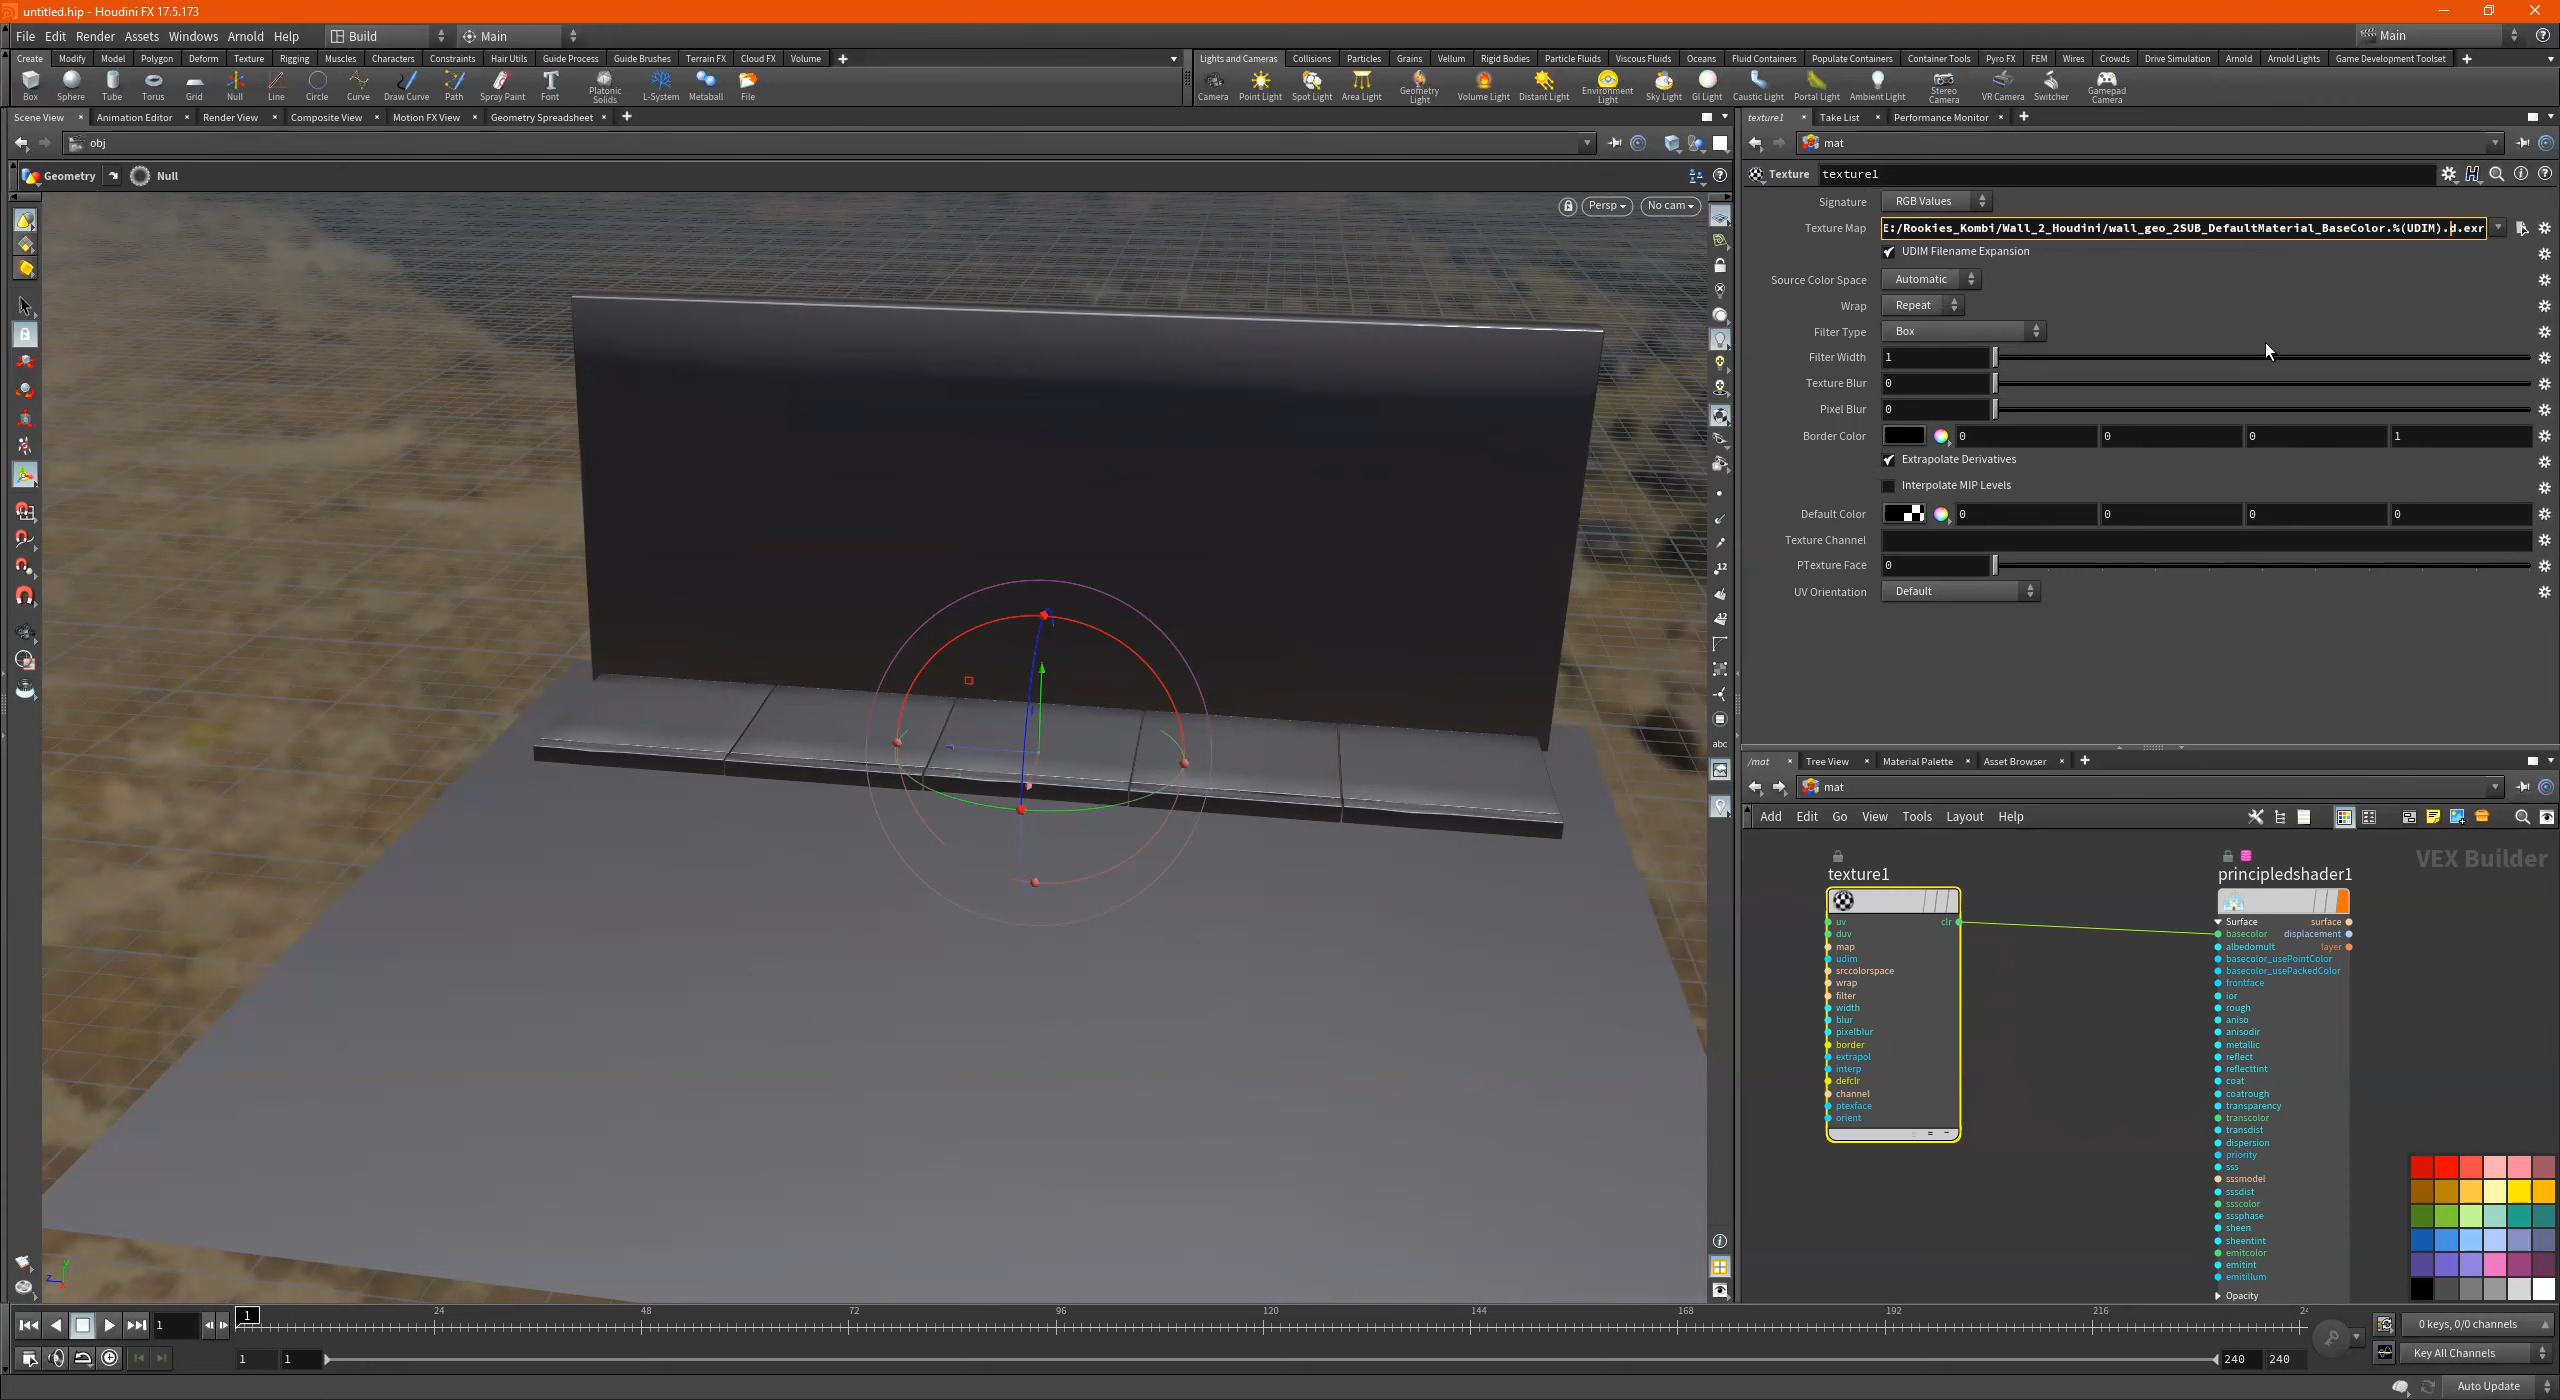 untitled.hip - Houdini FX 17.5.173
File Edit Render Assets Windows Arnold Help Build Main Main
Create Modify Model Polygon Deform Texture Rigging Muscles Characters Constraints Hair Utils Guide Process Guide Brushes Terrain FX Cloud FX Volume
Lights and Cameras Collisions Particles Grains Vellum Rigid Bodies Particle Fluids Viscous Fluids Oceans Fluid Containers Populate Containers Container Tools Pyro FX FEM Wires Crowds Drive Simulation Arnold Arnold Lights Game Development Toolset
Box Sphere Tube Torus Grid Null Line Circle Curve Draw Curve Path Spray Paint Font Platonic Solids L-System Metaball File
Camera Point Light Spot Light Area Light Geometry Light Volume Light Distant Light Environment Light Sky Light GI Light Caustic Light Portal Light Ambient Light Stereo Camera VR Camera Switcher Gamepad Camera
Scene View Animation Editor Render View Composite View Motion FX View Geometry Spreadsheet
obj
Geometry Null
Persp No cam
texture1 Take List Performance Monitor
mat
Texture texture1
Signature RGB Values
Texture Map E:/Rookies_Kombi/Wall_2_Houdini/wall_geo_2SUB_DefaultMaterial_BaseColor.%(UDIM).d.exr
UDIM Filename Expansion
Source Color Space Automatic
Wrap Repeat
Filter Type Box
Filter Width 1
Texture Blur 0
Pixel Blur 0
Border Color 0 0 0 1
Extrapolate Derivatives
Interpolate MIP Levels
Default Color 0 0 0 0
Texture Channel
PTexture Face 0
UV Orientation Default
12
12
abc
/mat Tree View Material Palette Asset Browser
mat
Add Edit Go View Tools Layout Help
VEX Builder
texture1
uv clr
duv
map
udim
srccolorspace
wrap
filter
width
blur
pixelblur
border
extrapol
interp
defclr
channel
ptexface
orient
principledshader1
Surface surface
basecolor displacement
albedomult layer
basecolor_usePointColor
basecolor_usePackedColor
frontface
ior
rough
aniso
anisodir
metallic
reflect
reflecttint
coat
coatrough
transparency
transcolor
transdist
dispersion
priority
sss
sssmodel
sssdist
ssscolor
sssphase
sheen
sheentint
emitcolor
emitint
emitillum
Opacity
z y
1 1 24 48 72 96 120 144 168 192 216 24
0 keys, 0/0 channels
1 1 240 240 Key All Channels
Auto Update